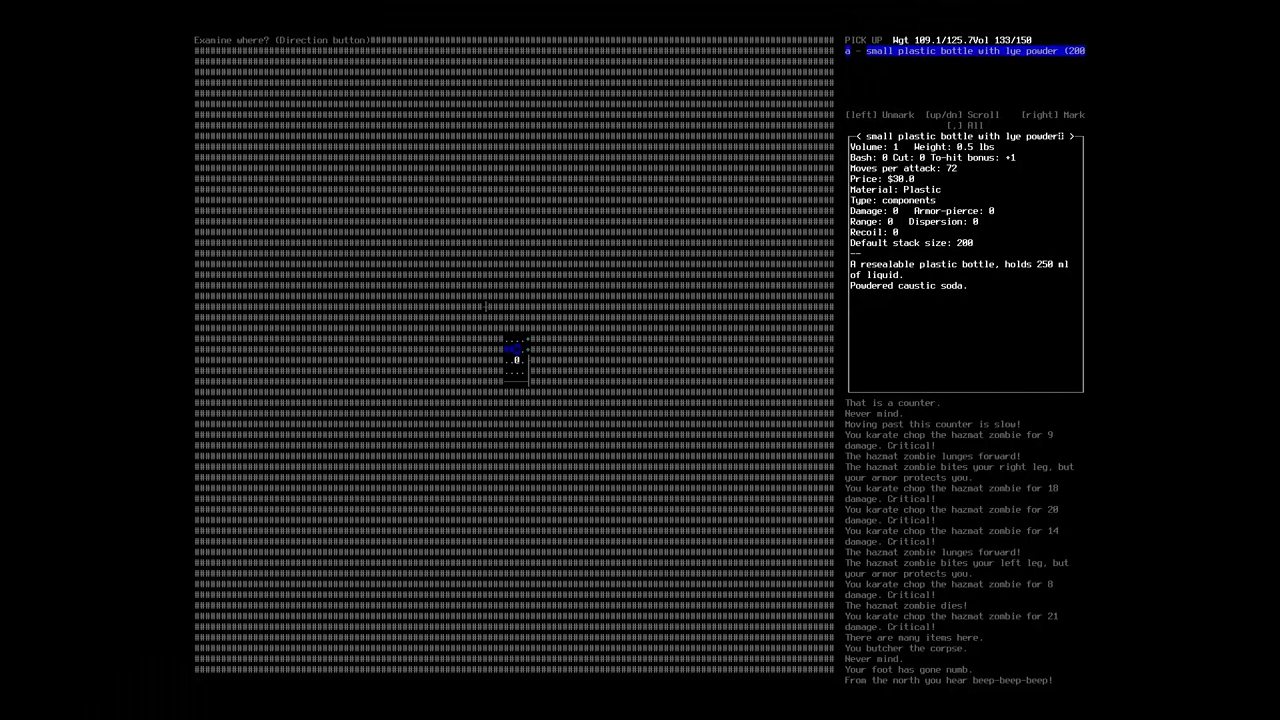 Examine where? (Direction button)
PICK UP  Wgt 109.1/125.7 Vol 133/150
a - small plastic bottle with lye powder (200
[left] Unmark  [up/dn] Scroll  [right] Mark
[,] All
< small plastic bottle with lye powder >
Volume: 1  Weight: 0.5 lbs
Bash: 0 Cut: 0 To-hit bonus: +1
Moves per attack: 72
Price: $30.0
Material: Plastic
Type: components
Damage: 0  Armor-pierce: 0
Range: 0  Dispersion: 0
Recoil: 0
Default stack size: 200
--
A resealable plastic bottle, holds 250 ml
of liquid.
Powdered caustic soda.
That is a counter.
Never mind.
Moving past this counter is slow!
You karate chop the hazmat zombie for 9
damage. Critical!
The hazmat zombie lunges forward!
The hazmat zombie bites your right leg, but
your armor protects you.
You karate chop the hazmat zombie for 18
damage. Critical!
You karate chop the hazmat zombie for 20
damage. Critical!
You karate chop the hazmat zombie for 14
damage. Critical!
The hazmat zombie lunges forward!
The hazmat zombie bites your left leg, but
your armor protects you.
You karate chop the hazmat zombie for 8
damage. Critical!
The hazmat zombie dies!
You karate chop the hazmat zombie for 21
damage. Critical!
There are many items here.
You butcher the corpse.
Never mind.
Your foot has gone numb.
From the north you hear beep-beep-beep!